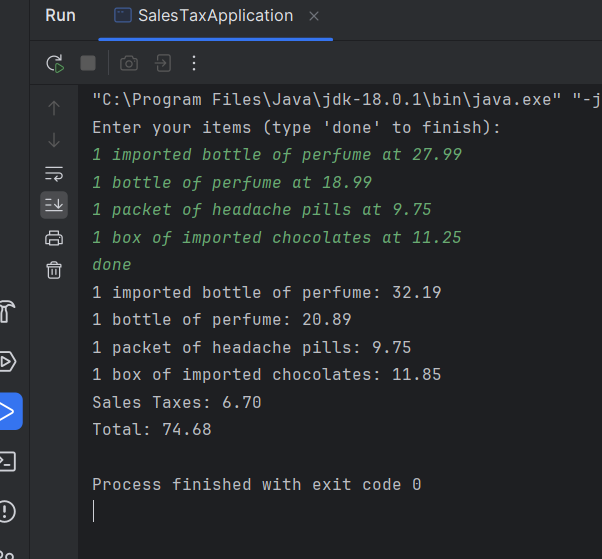 Run
SalesTaxApplication
"C:\Program Files\Java\jdk-18.0.1\bin\java.exe" "-j
Enter your items (type 'done' to finish):
1 imported bottle of perfume at 27.99
1 bottle of perfume at 18.99
1 packet of headache pills at 9.75
1 box of imported chocolates at 11.25
done
1 imported bottle of perfume: 32.19
1 bottle of perfume: 20.89
1 packet of headache pills: 9.75
1 box of imported chocolates: 11.85
Sales Taxes: 6.70
Total: 74.68
Process finished with exit code 0